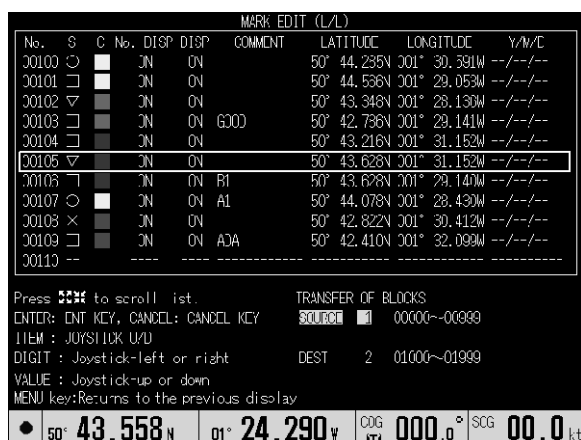 MARK EDIT (L/L)
No. S C No. DISP DISP COMMENT LATITUDE LONGITUDE Y/M/D
00100 ○ ON ON 50° 44.235N 001° 30.591W --/--/--
00101 □ ON ON 50° 44.536N 001° 29.053W --/--/--
00102 ▽ ON ON 50° 43.348N 001° 28.130W --/--/--
00103 □ ON ON 50° 42.736N 001° 29.141W --/--/--
00104 □ ON ON 50° 43.216N 001° 31.152W --/--/--
00105 ▽ ON ON 50° 43.628N 001° 31.152W --/--/--
00106 □ ON ON B1 50° 43.628N 001° 29.140W --/--/--
00107 ○ ON ON A1 50° 44.078N 001° 28.430W --/--/--
00108 × ON ON 50° 42.822N 001° 30.412W --/--/--
00109 □ ON ON 50° 42.410N 001° 32.099W --/--/--
00110 -- ---- ---- ----------- ----------- ----------- --------
Press to scroll list. TRANSFER OF BLOCKS
ENTER: ENT KEY, CANCEL: CANCEL KEY SOURCE 1 00000~00999
ITEM : JOYSTICK U/D
DIGIT : Joystick-left or right DEST 2 01000~01999
VALUE : Joystick-up or down
MENU key:Returns to the previous display
50° 43.558 N 01° 24.290 W COG (T) 000.0° SOG 00.0 kt